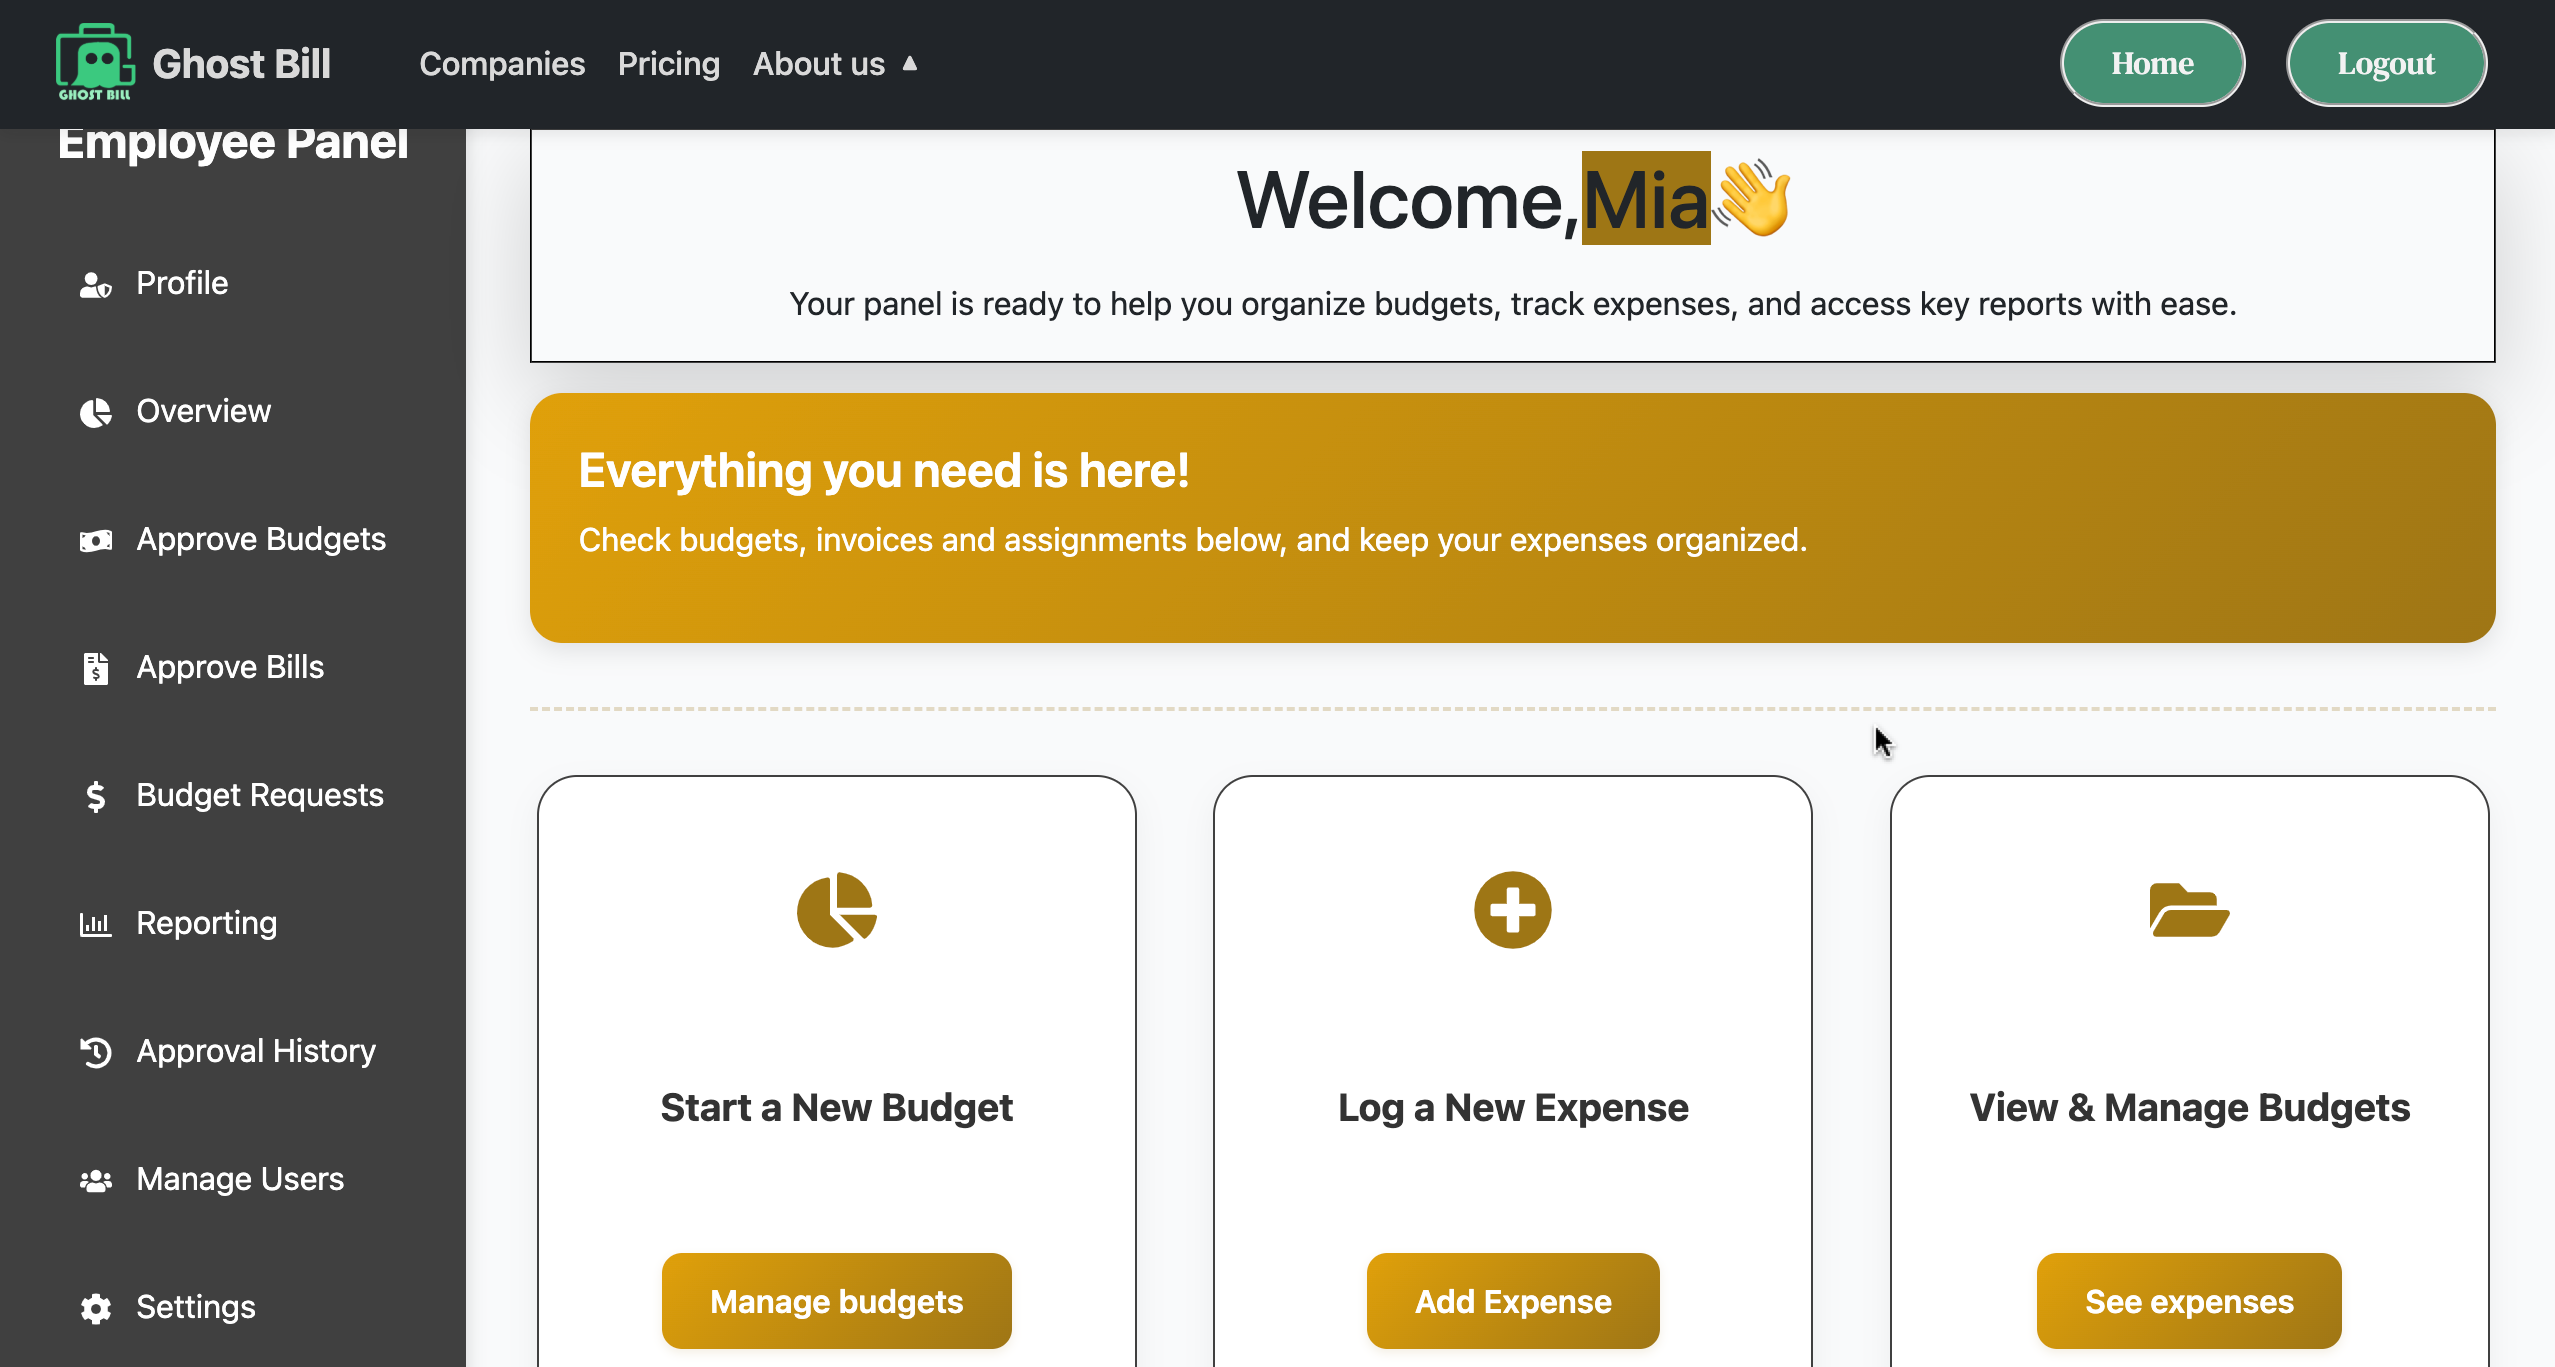 GHOST BILL
Ghost Bill
Companies
Pricing
About us
Home
Logout
Employee Panel
Profile
Overview
Approve Budgets
Approve Bills
Budget Requests
Reporting
Approval History
Manage Users
Settings
Welcome,Mia👋
Your panel is ready to help you organize budgets, track expenses, and access key reports with ease.
Everything you need is here!
Check budgets, invoices and assignments below, and keep your expenses organized.
Start a New Budget
Manage budgets
Log a New Expense
Add Expense
View & Manage Budgets
See expenses